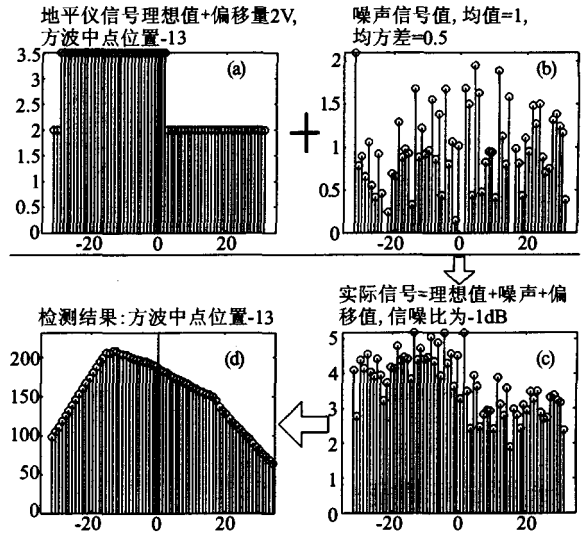 地平仪信号理想值+偏移量2V,
方波中点位置-13
(a)
3.5
3
2.5
2
1.5
1
0.5
0
-20 0 20
+
噪声信号值, 均值=1,
均方差=0.5
(b)
2
1.5
1
0.5
0
-20 0 20
检测结果:方波中点位置-13
(d)
200
150
100
50
0
-20 0 20
实际信号=理想值+噪声+偏
移值, 信噪比为-1dB
(c)
5
4
3
2
1
0
-20 0 20